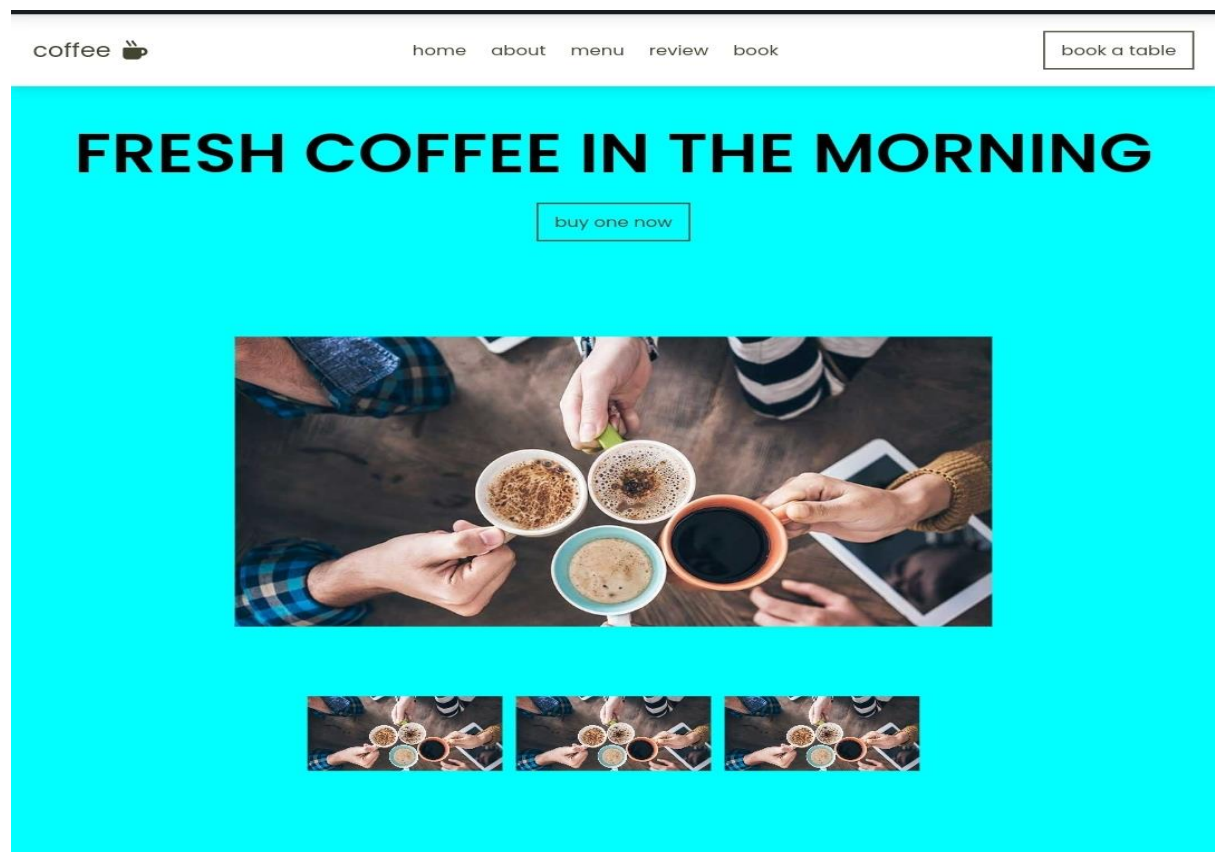 coffee
home about menu review book
book a table
FRESH COFFEE IN THE MORNING
buy one now